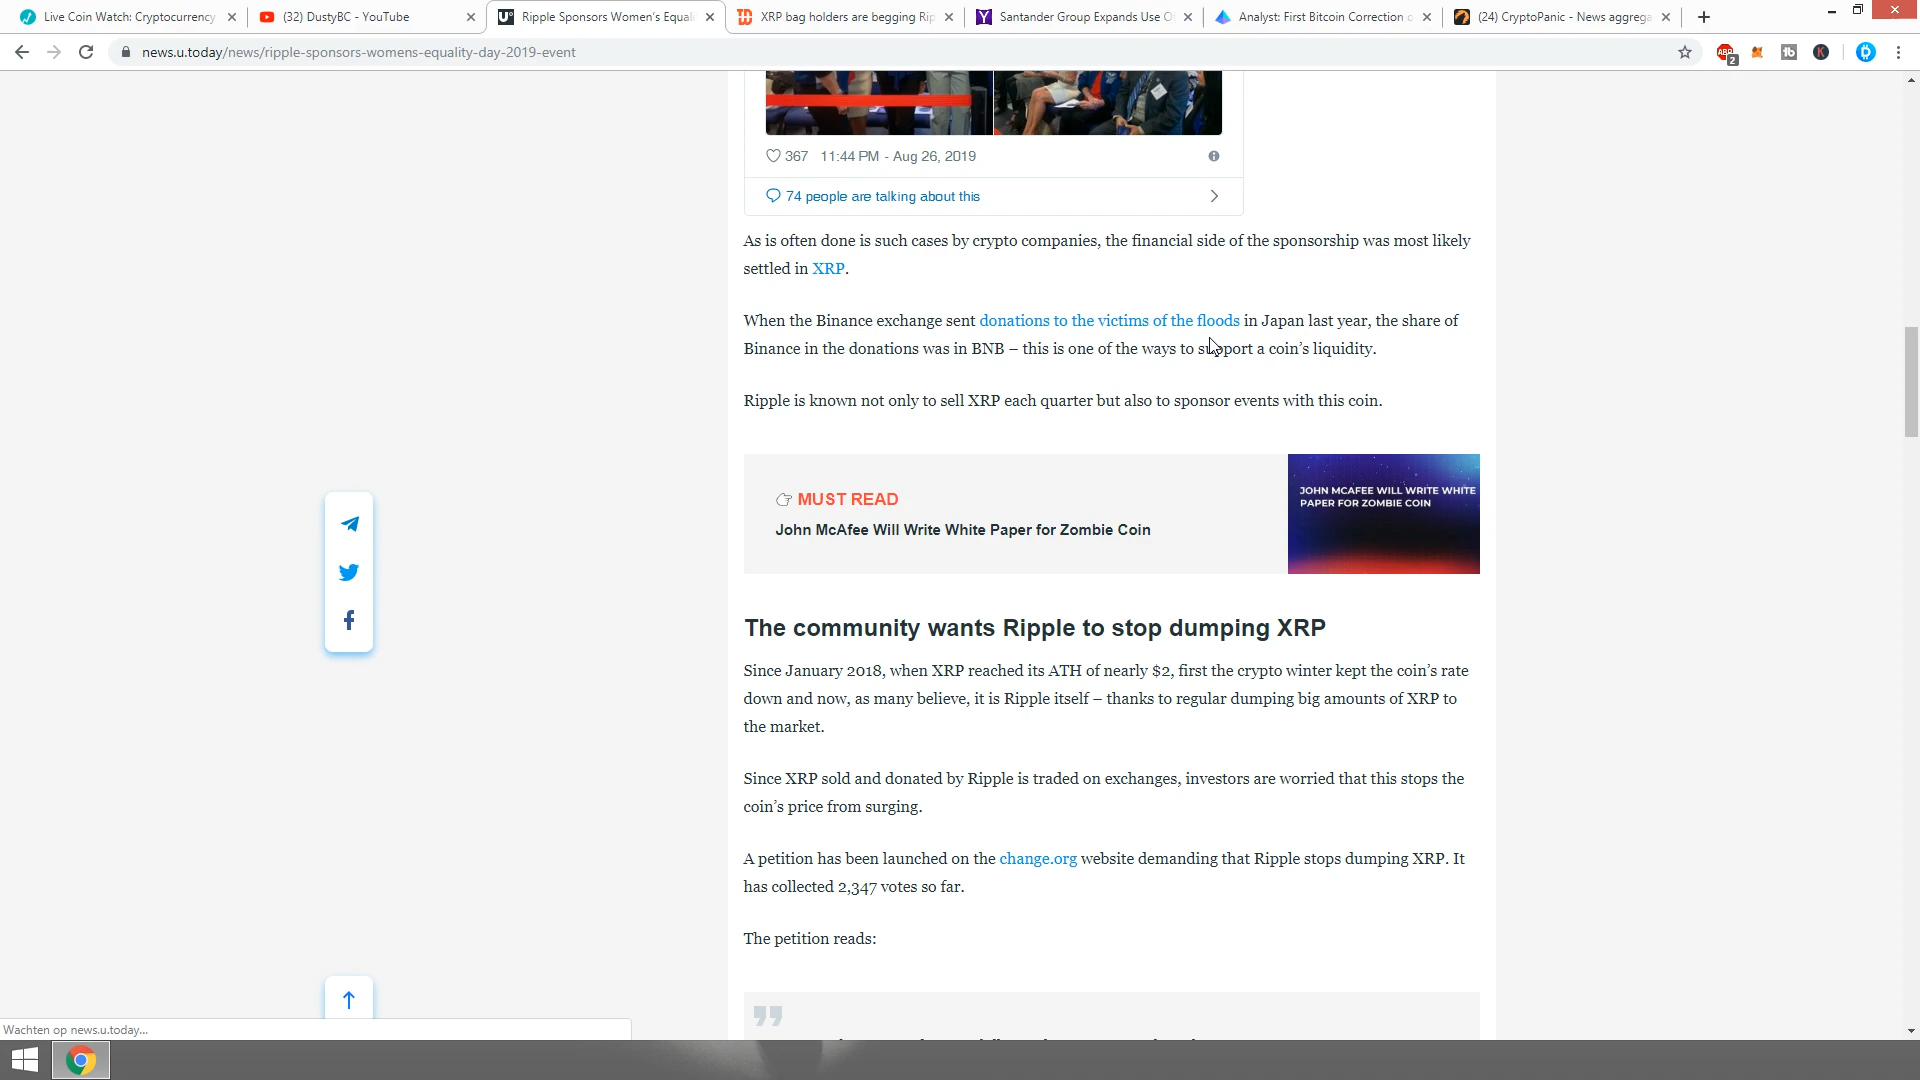 Live Coin Watch: Cryptocurrency
(32) DustyBC - YouTube
Ripple Sponsors Women's Equal
XRP bag holders are begging Rip
Santander Group Expands Use O
Analyst: First Bitcoin Correction o
(24) CryptoPanic - News aggrega
news.u.today/news/ripple-sponsors-womens-equality-day-2019-event
ABP
2
tb
K
367 11:44 PM - Aug 26, 2019
74 people are talking about this
As is often done is such cases by crypto companies, the financial side of the sponsorship was most likely
settled in XRP.
When the Binance exchange sent donations to the victims of the floods in Japan last year, the share of
Binance in the donations was in BNB – this is one of the ways to support a coin's liquidity.
Ripple is known not only to sell XRP each quarter but also to sponsor events with this coin.
MUST READ
John McAfee Will Write White Paper for Zombie Coin
JOHN MCAFEE WILL WRITE WHITE
PAPER FOR ZOMBIE COIN
The community wants Ripple to stop dumping XRP
Since January 2018, when XRP reached its ATH of nearly $2, first the crypto winter kept the coin's rate
down and now, as many believe, it is Ripple itself – thanks to regular dumping big amounts of XRP to
the market.
Since XRP sold and donated by Ripple is traded on exchanges, investors are worried that this stops the
coin's price from surging.
A petition has been launched on the change.org website demanding that Ripple stops dumping XRP. It
has collected 2,347 votes so far.
The petition reads:
Wachten op news.u.today...